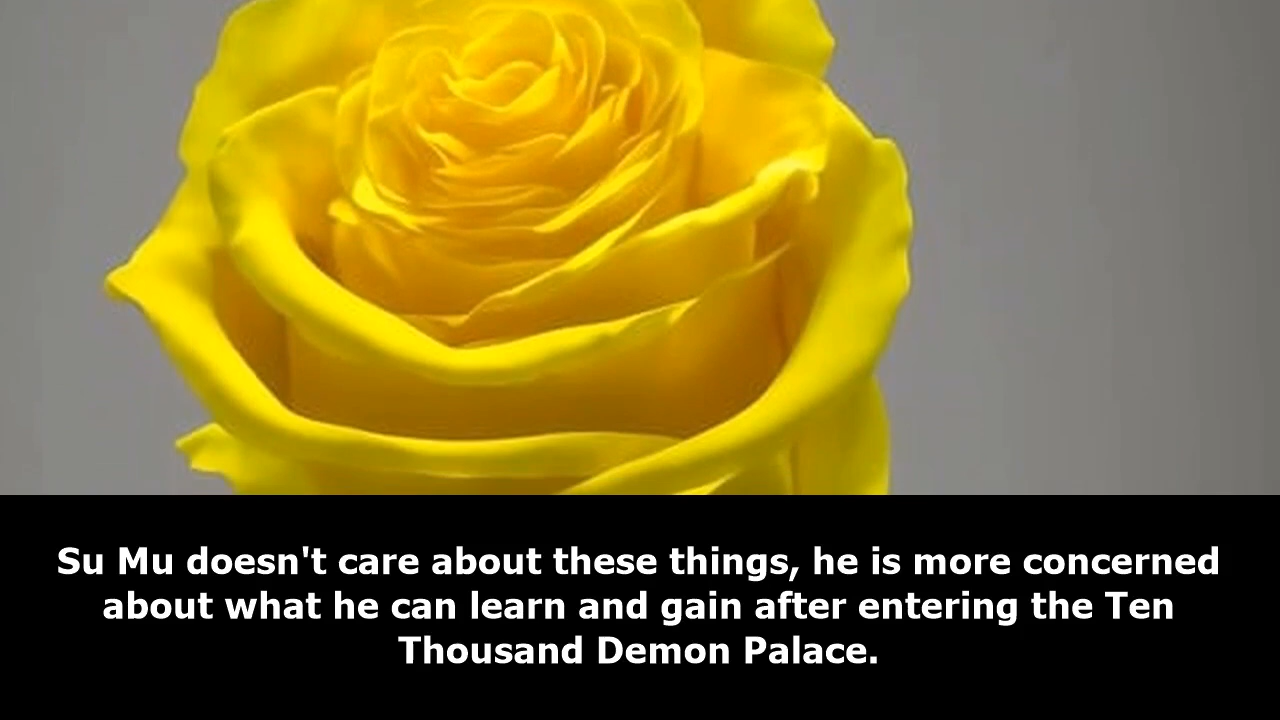 Su Mu doesn't care about these things, he is more concerned
about what he can learn and gain after entering the Ten
Thousand Demon Palace.